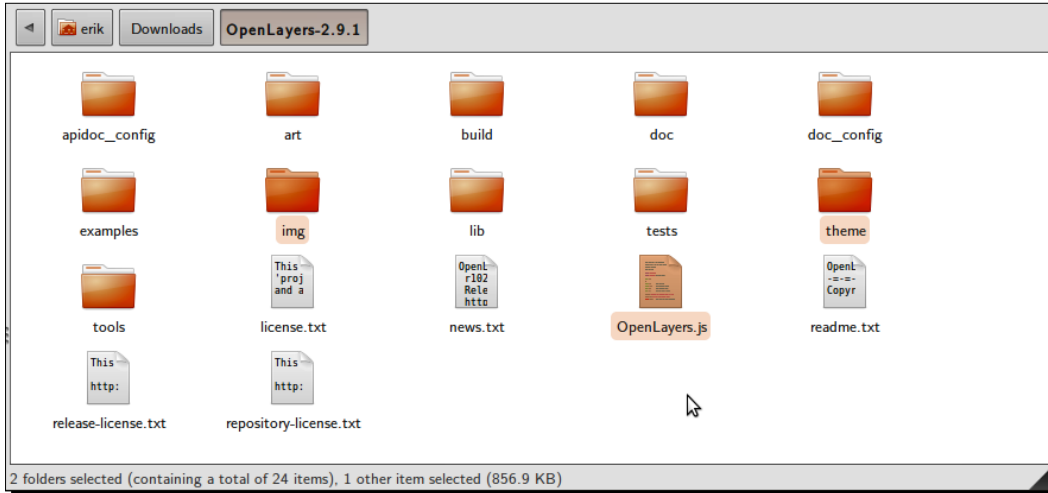 erik Downloads OpenLayers-2.9.1
apidoc_config art build doc doc_config
examples img lib tests theme
This 'proj and a
OpenL r102 Rele http
OpenL -=-=- Copyr
tools license.txt news.txt OpenLayers.js readme.txt
This http:
This http:
release-license.txt repository-license.txt
2 folders selected (containing a total of 24 items), 1 other item selected (856.9 KB)